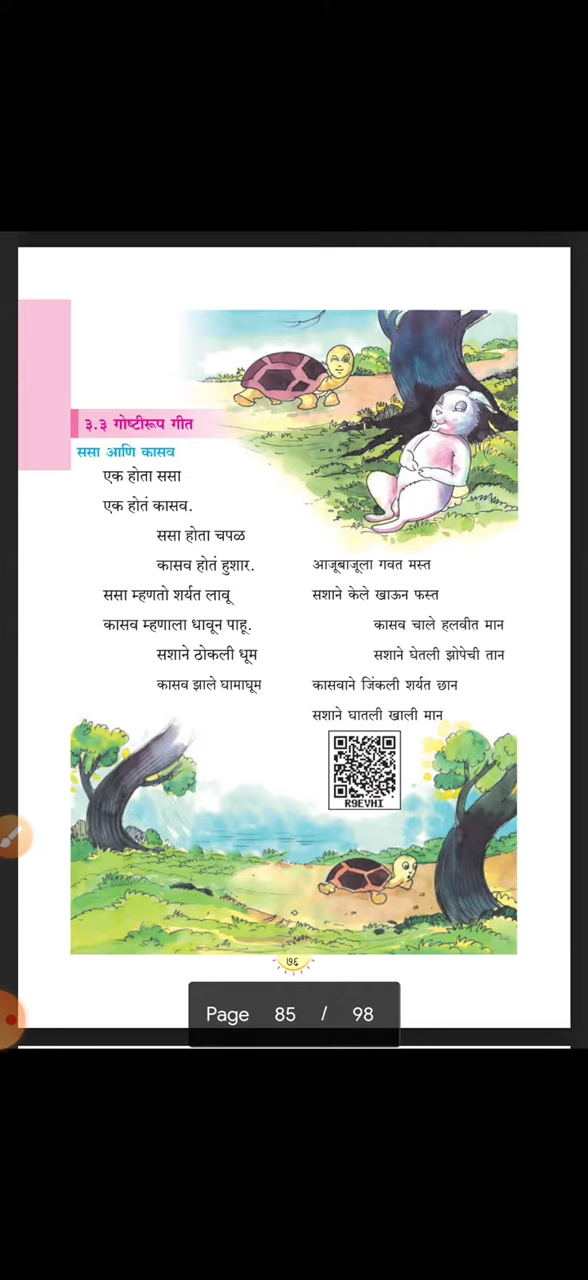 ३.३ गोष्टीरूप गीत
ससा आणि कासव
एक होता ससा
एक होतं कासव.
ससा होता चपळ
कासव होतं हुशार.
ससा म्हणतो शर्यत लावू
कासव म्हणाला धावून पाहू.
सशाने ठोकली धूम
कासव झाले घामाघूम
आजूबाजूला गवत मस्त
सशाने केले खाऊन फस्त
कासव चाले हलवीत मान
सशाने घेतली झोपेची तान
कासवाने जिंकली शर्यत छान
सशाने घातली खाली मान
R9EVHI
७६
Page 85 / 98